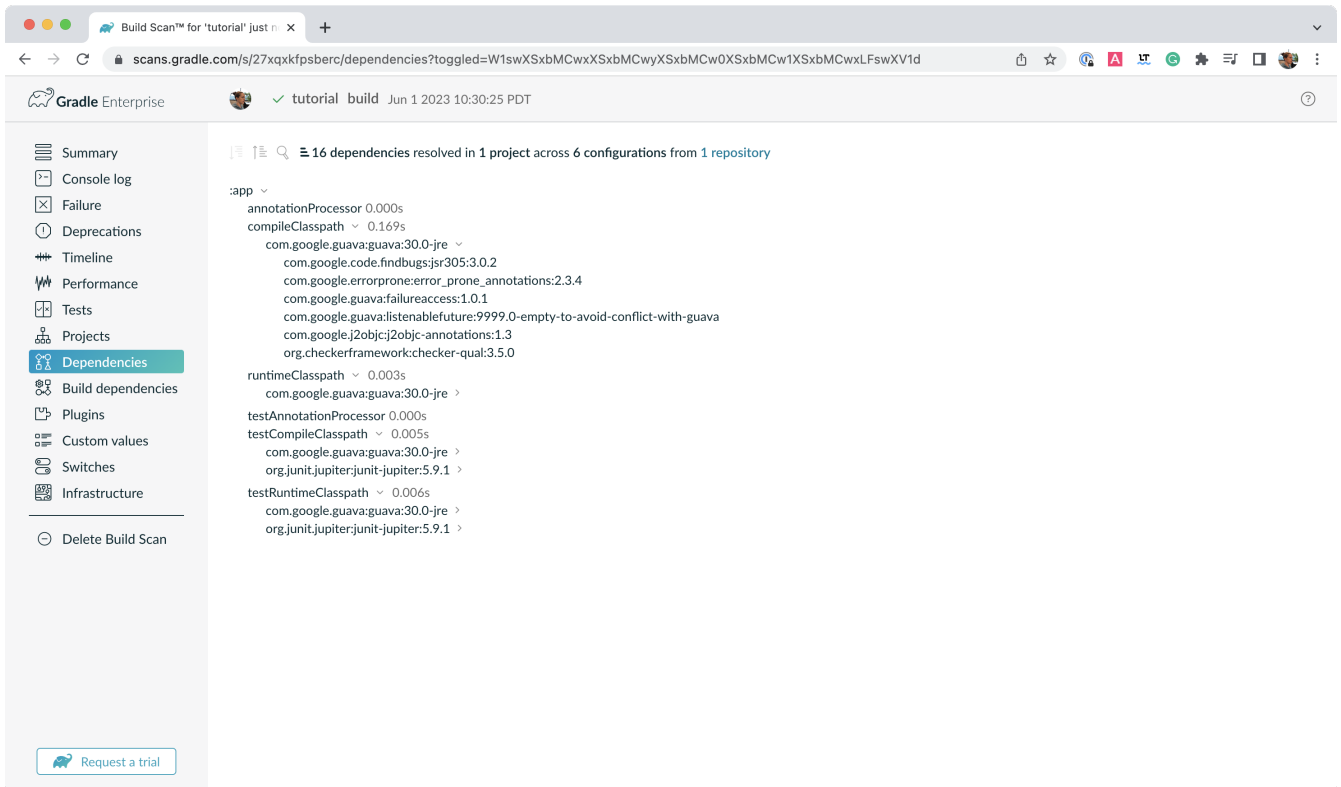 Build Scan™ for 'tutorial' just n
scans.gradle.com/s/27xqxkfpsberc/dependencies?toggled=W1swXSxbMCwxXSxbMCwyXSxbMCw0XSxbMCw1XSxbMCwxLFswXV1d
Gradle Enterprise
tutorial build Jun 1 2023 10:30:25 PDT
Summary
Console log
Failure
Deprecations
Timeline
Performance
Tests
Projects
Dependencies
Build dependencies
Plugins
Custom values
Switches
Infrastructure
Delete Build Scan
Request a trial
16 dependencies resolved in 1 project across 6 configurations from 1 repository
:app
annotationProcessor 0.000s
compileClasspath 0.169s
com.google.guava:guava:30.0-jre
com.google.code.findbugs:jsr305:3.0.2
com.google.errorprone:error_prone_annotations:2.3.4
com.google.guava:failureaccess:1.0.1
com.google.guava:listenablefuture:9999.0-empty-to-avoid-conflict-with-guava
com.google.j2objc:j2objc-annotations:1.3
org.checkerframework:checker-qual:3.5.0
runtimeClasspath 0.003s
com.google.guava:guava:30.0-jre
testAnnotationProcessor 0.000s
testCompileClasspath 0.005s
com.google.guava:guava:30.0-jre
org.junit.jupiter:junit-jupiter:5.9.1
testRuntimeClasspath 0.006s
com.google.guava:guava:30.0-jre
org.junit.jupiter:junit-jupiter:5.9.1